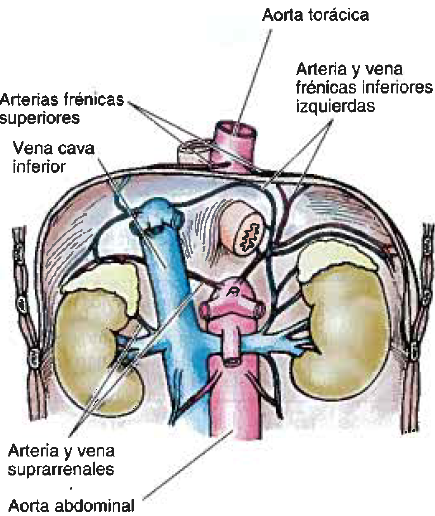 Aorta torácica
Arteria y vena
frénicas inferiores
izquierdas
Arterias frénicas
superiores
Vena cava
inferior
Arteria y vena
suprarrenales
Aorta abdominal